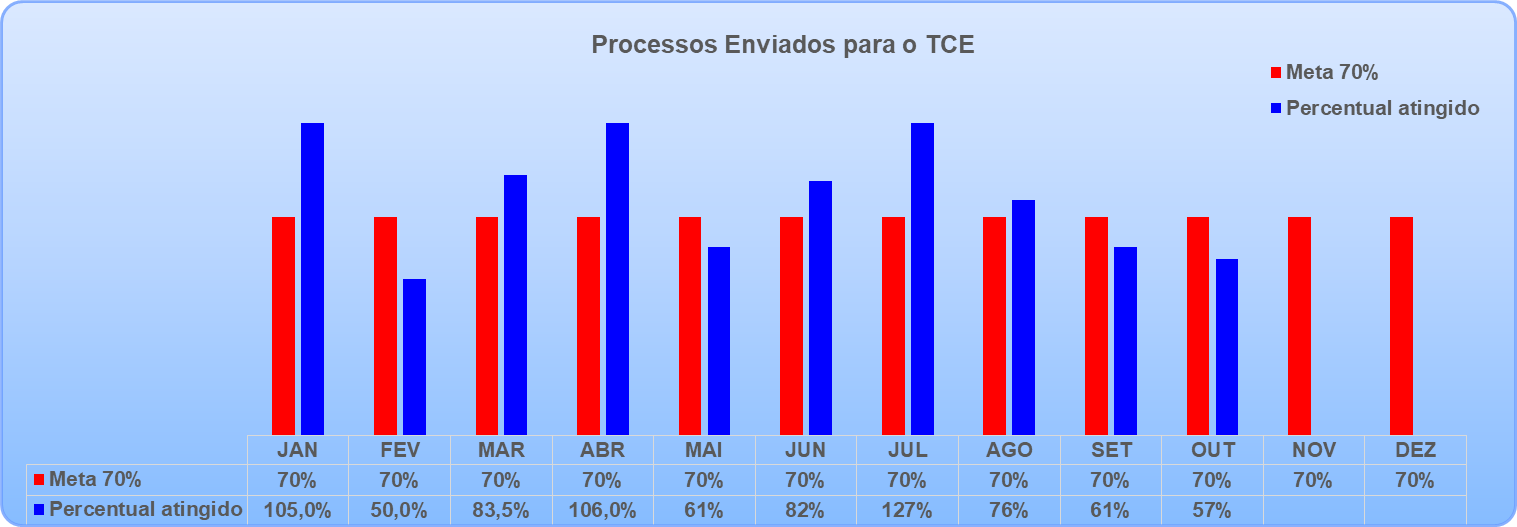 Processos Enviados para o TCE
Meta 70%
Percentual atingido
JAN FEV MAR ABR MAI JUN JUL AGO SET OUT NOV DEZ
Meta 70% 70% 70% 70% 70% 70% 70% 70% 70% 70% 70% 70% 70%
Percentual atingido 105,0% 50,0% 83,5% 106,0% 61% 82% 127% 76% 61% 57%